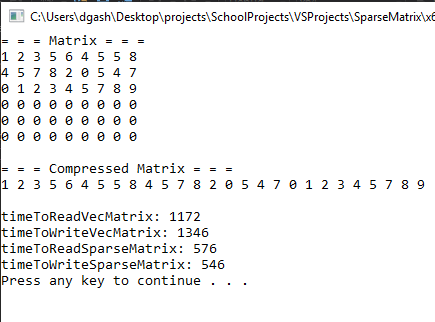 C:\Users\dgash\Desktop\projects\SchoolProjects\VSProjects\SparseMatrix\x6
= = = Matrix = = =
1 2 3 5 6 4 5 5 8
4 5 7 8 2 0 5 4 7
0 1 2 3 4 5 7 8 9
0 0 0 0 0 0 0 0 0
0 0 0 0 0 0 0 0 0
0 0 0 0 0 0 0 0 0
= = = Compressed Matrix = = =
1 2 3 5 6 4 5 5 8 4 5 7 8 2 0 5 4 7 0 1 2 3 4 5 7 8 9
timeToReadVecMatrix: 1172
timeToWriteVecMatrix: 1346
timeToReadSparseMatrix: 576
timeToWriteSparseMatrix: 546
Press any key to continue . . .